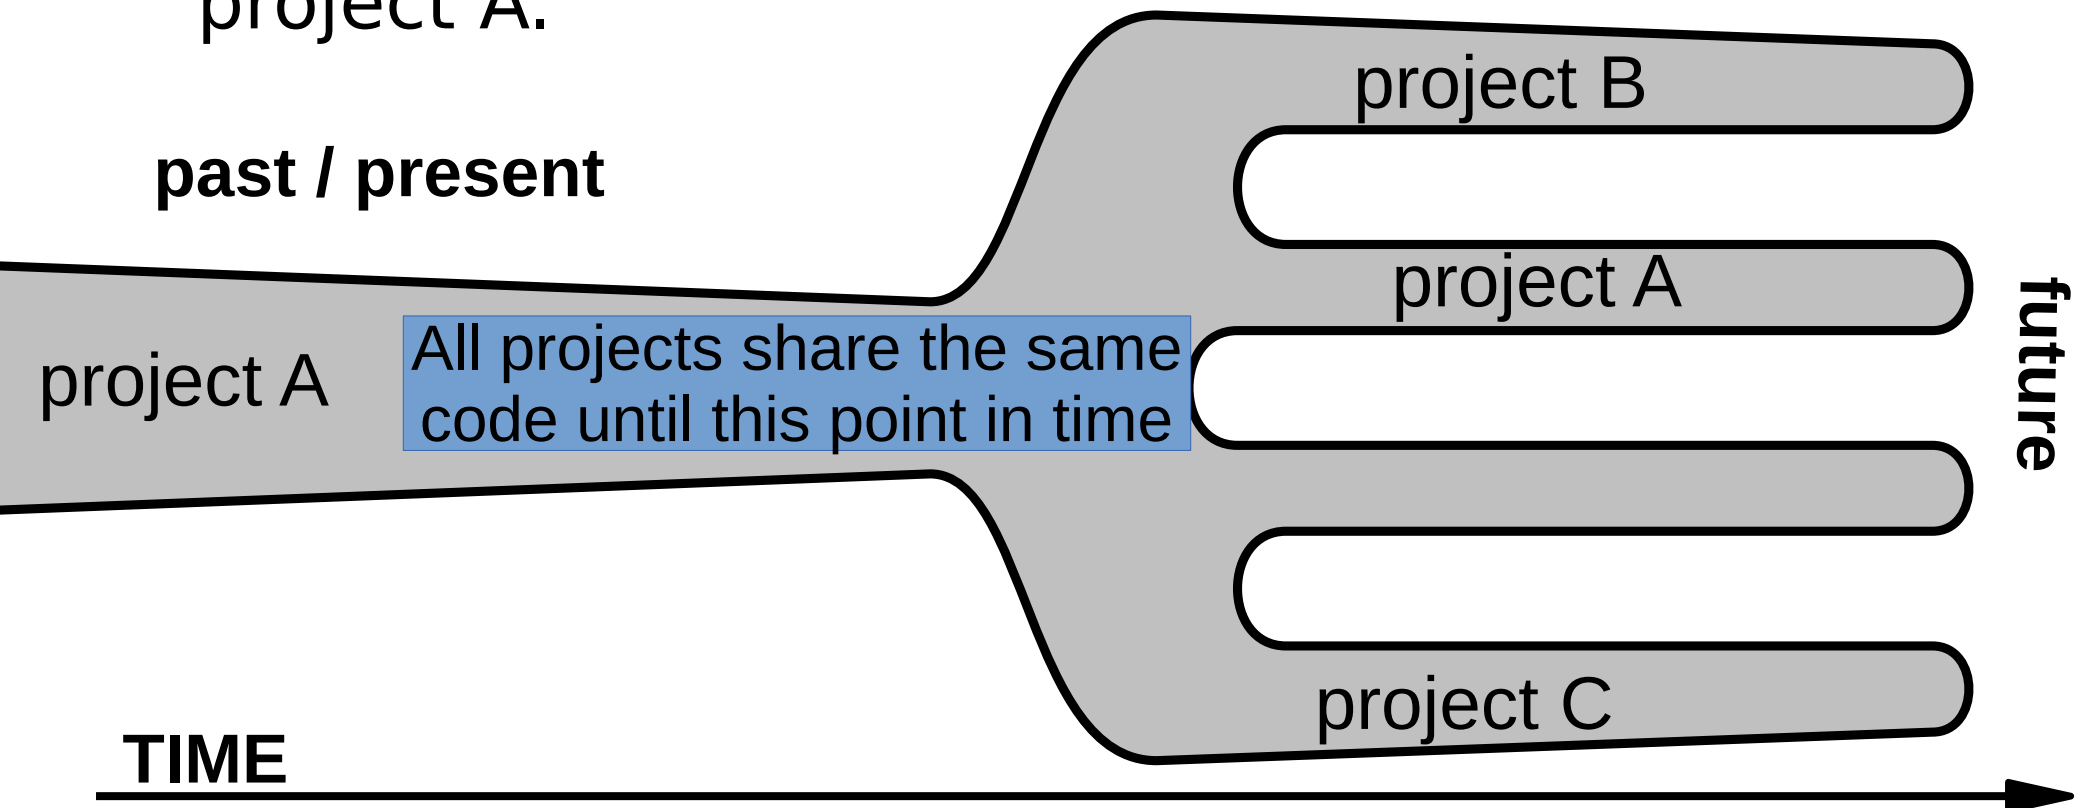 project A.
past / present
project B
project A
future
project A
All projects share the same
code until this point in time
project C
TIME